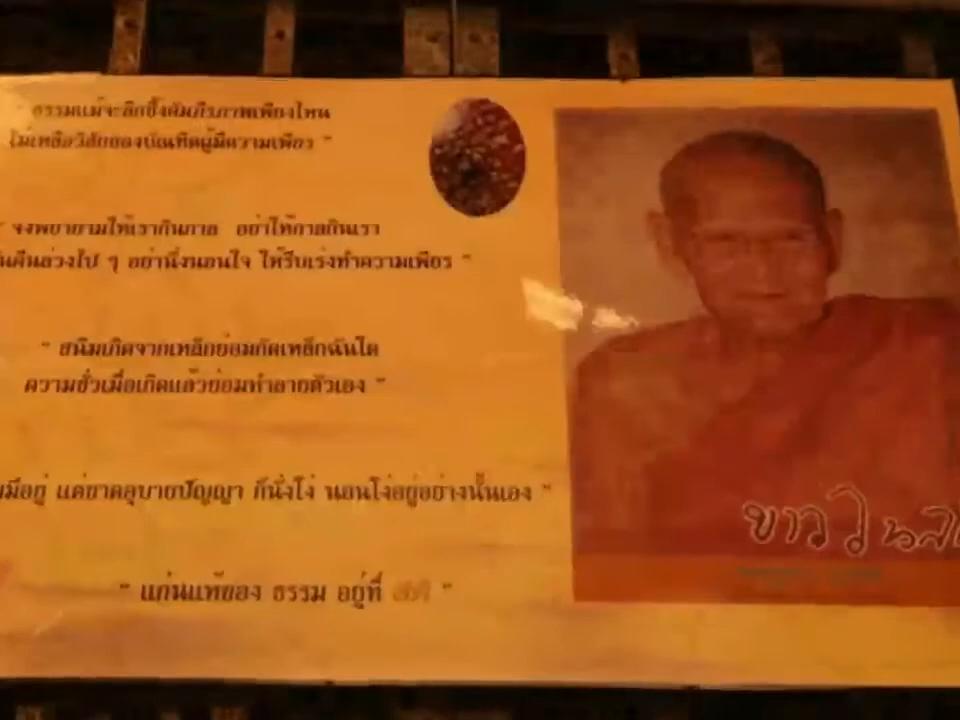 " ธรรมแม้จะลึกซึ้งคัมภีรภาพเพียงไหน
ไม่เหลือวิสัยของบัณฑิตผู้มีความเพียร "
" จงพยายามให้เรากินกาล อย่าให้กาลกินเรา
คืนล่วงไป ๆ อย่านิ่งนอนใจ ให้รีบเร่งทำความเพียร "
" สนิมเกิดจากเหล็กย่อมกัดเหล็กฉันใด
ความชั่วเมื่อเกิดแล้วย่อมทำลายตัวเอง "
มีอยู่ แต่ขาดอุบายปัญญา ก็นั่งโง่ นอนโง่อยู่อย่างนั้นเอง "
" แก่นแท้ของ ธรรม อยู่ที่ สติ "
ขาว